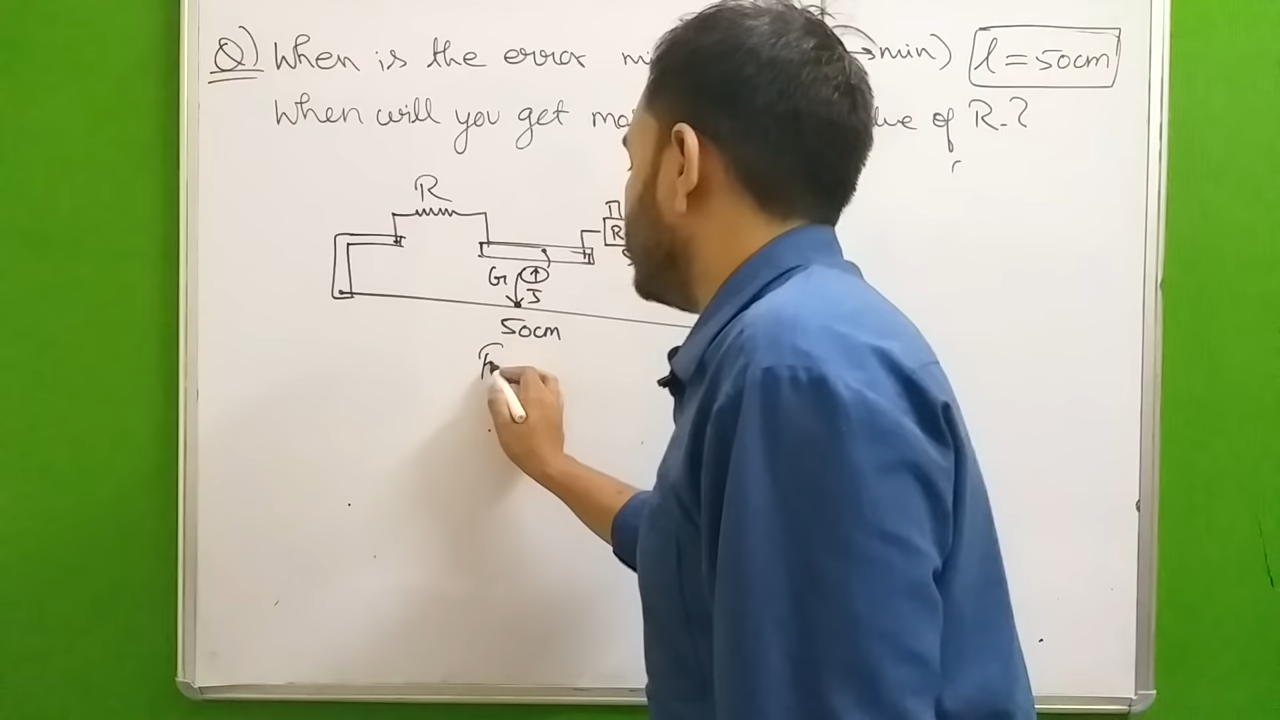 Q) When is the error min) l = 50cm
When will you get of R.?
R
R
G
J
50cm